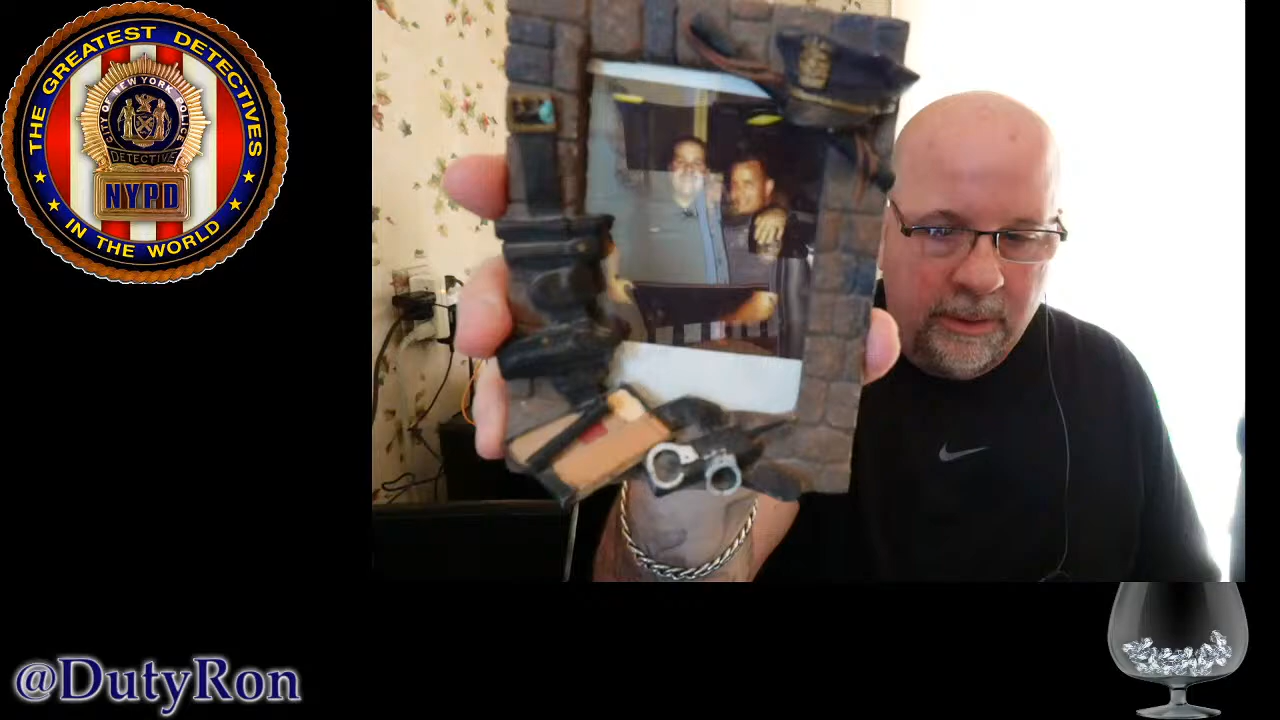 THE GREATEST DETECTIVES
CITY OF NEW YORK POLICE
DETECTIVE
NYPD
IN THE WORLD
@DutyRon